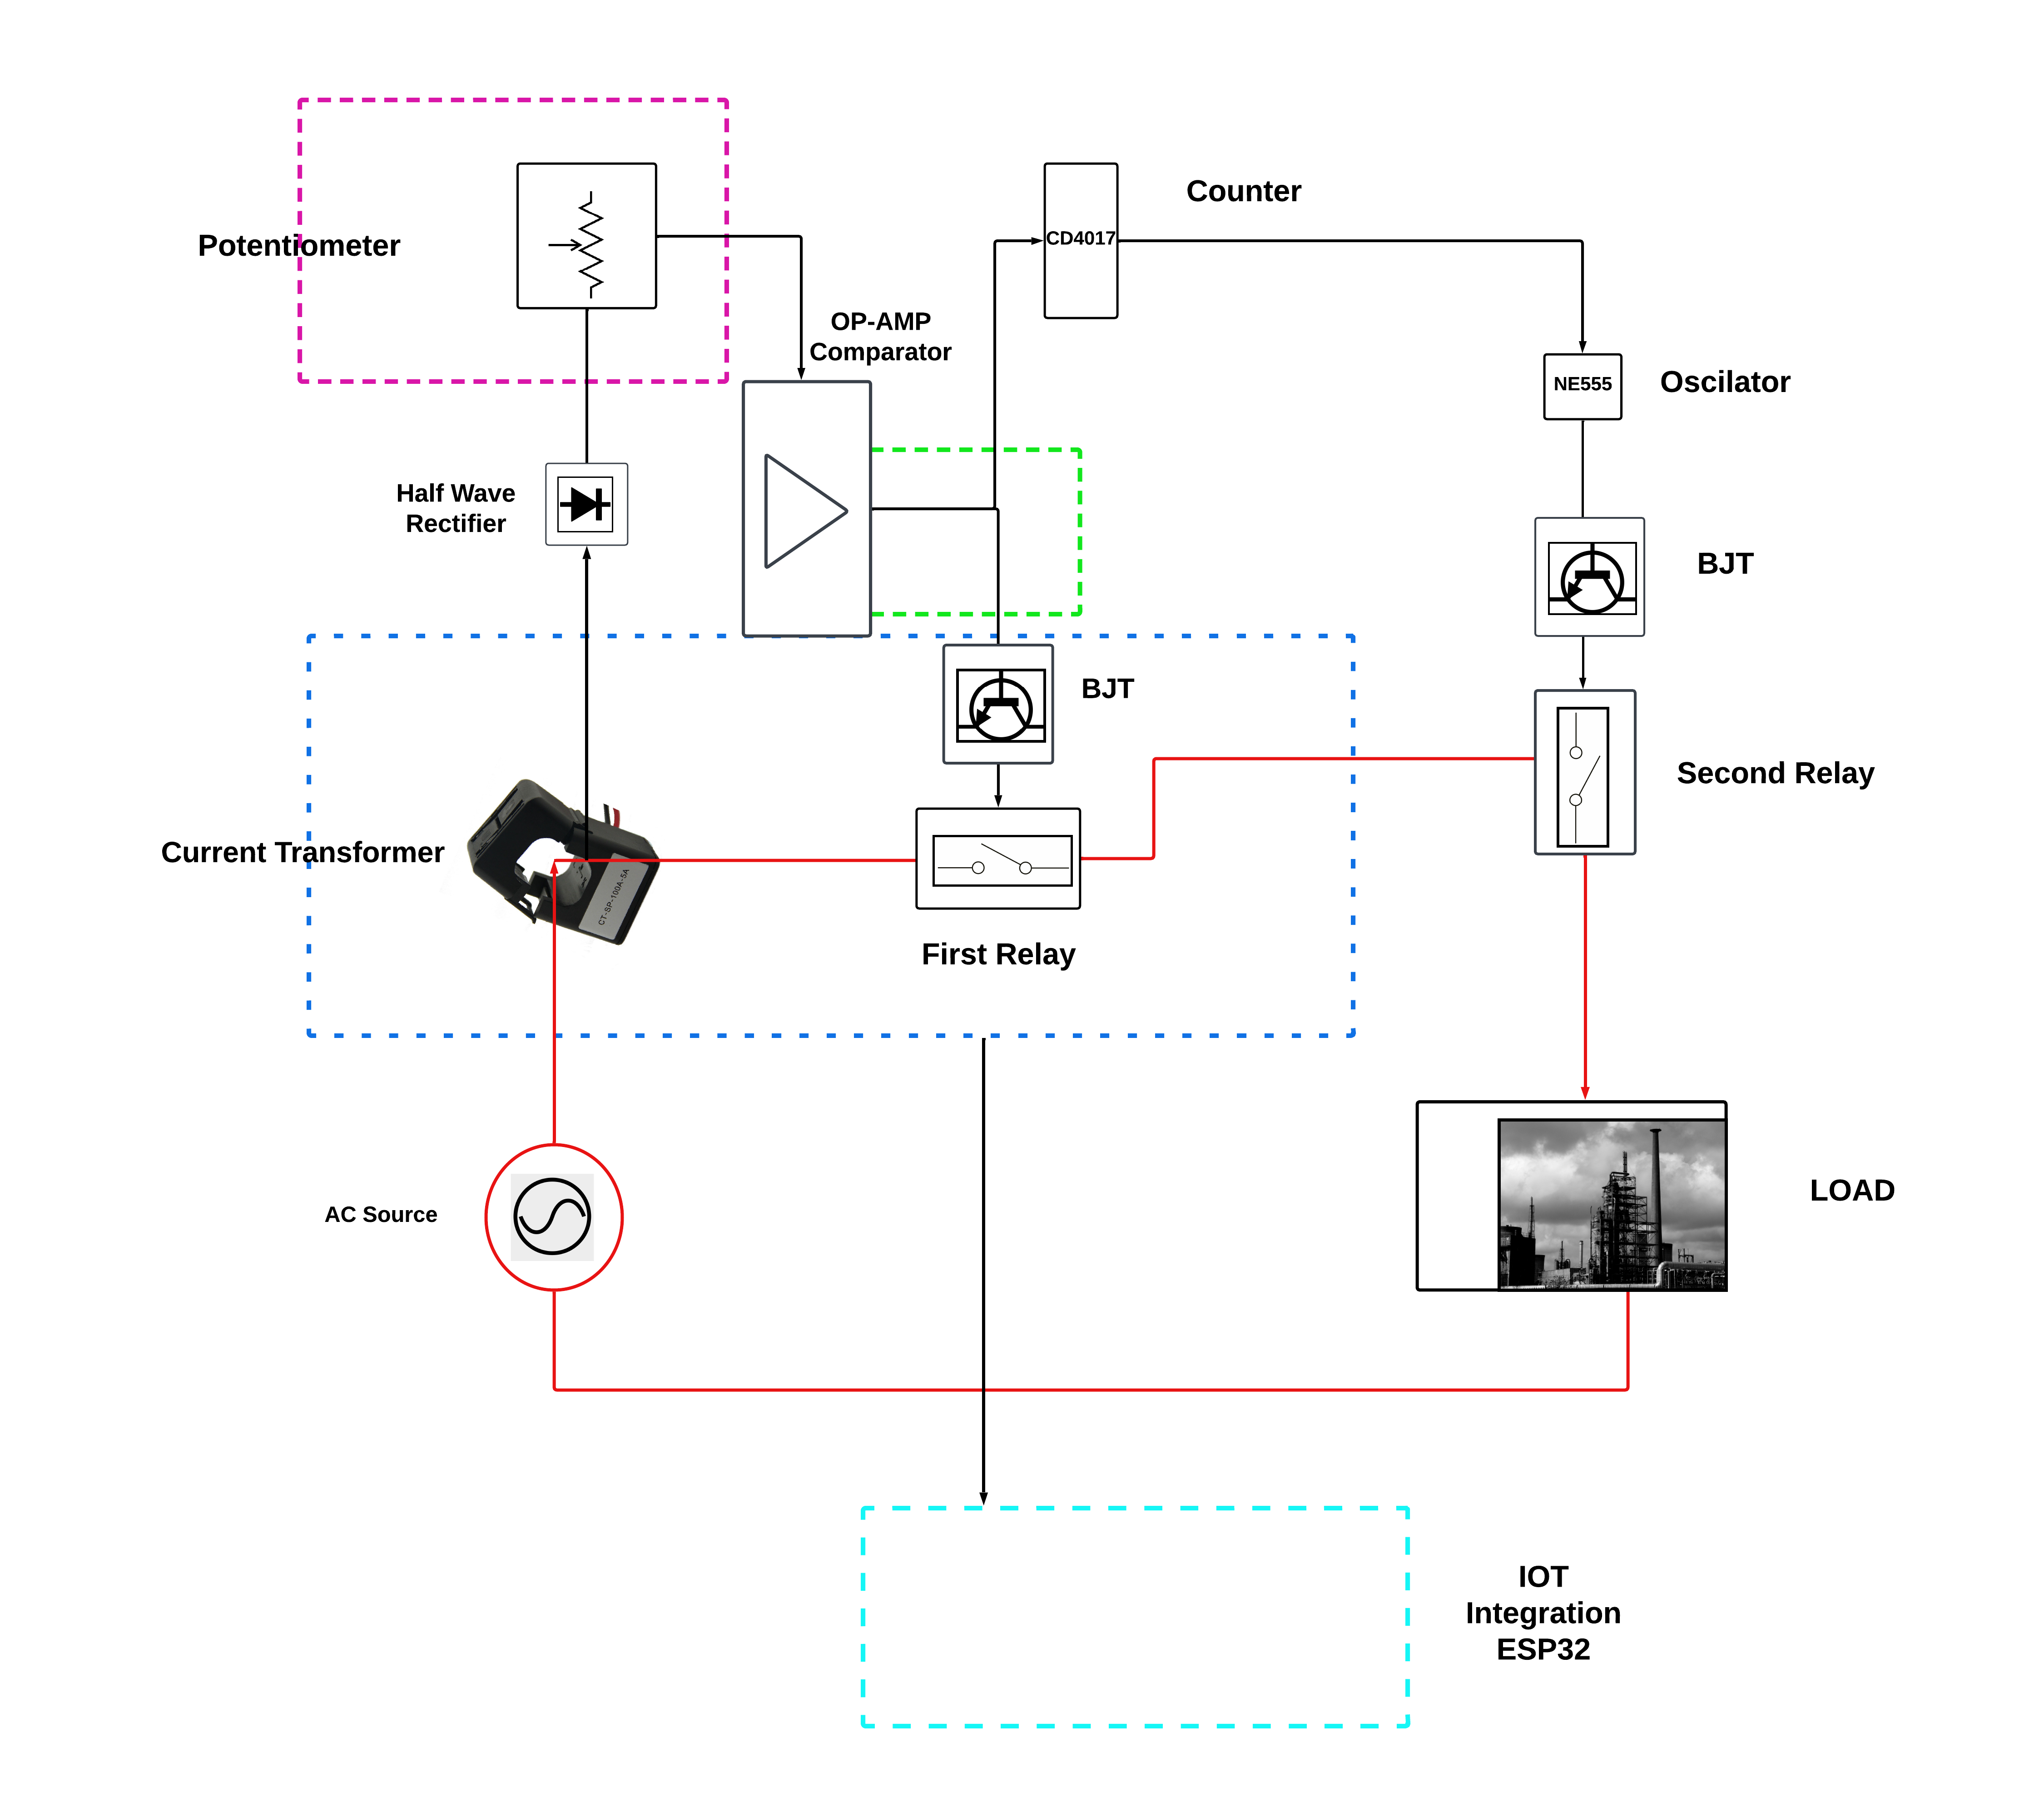 Potentiometer
Counter
CD4017
OP-AMP
Comparator
NE555
Oscilator
Half Wave
Rectifier
BJT
BJT
Second Relay
Current Transformer
CT-SP-100A-5A
First Relay
AC Source
LOAD
IOT
Integration
ESP32